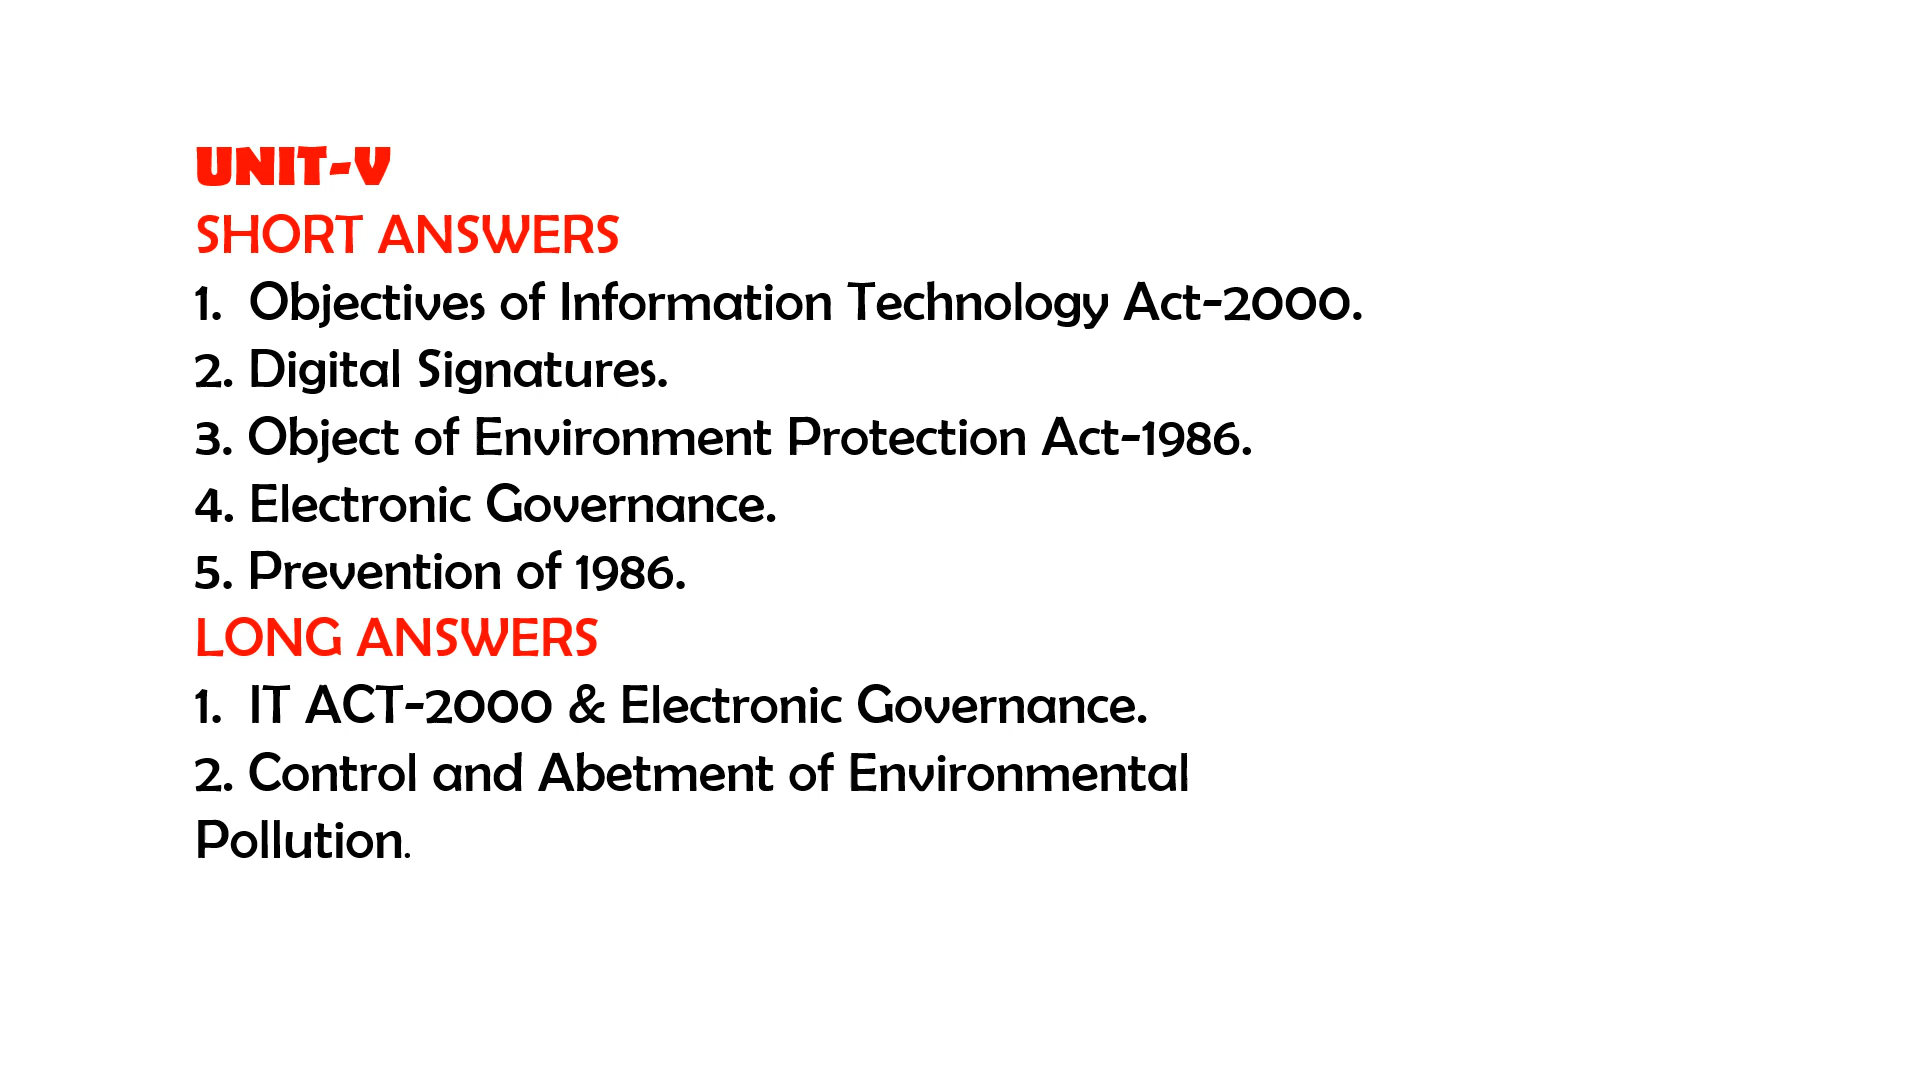 UNIT-V
SHORT ANSWERS
1. Objectives of Information Technology Act-2000.
2. Digital Signatures.
3. Object of Environment Protection Act-1986.
4. Electronic Governance.
5. Prevention of 1986.
LONG ANSWERS
1. IT ACT-2000 & Electronic Governance.
2. Control and Abetment of Environmental
Pollution.